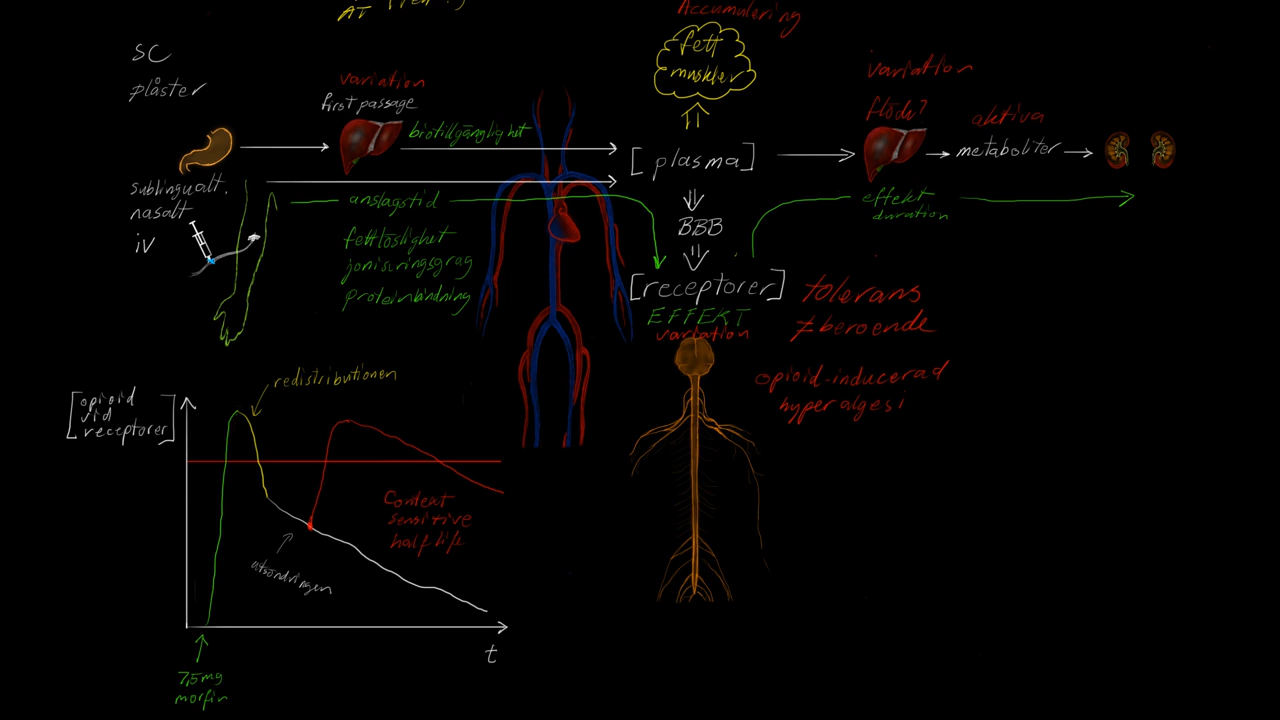 Accumulering
SC
plåster
variation
first passage
biotillgänglighet
fett
muskler
[plasma]
variation
flöde?
aktiva
metaboliter
sublingualt.
nasalt
iv
anslagstid
fettlöslighet
joniseringsgrag
proteinbindning
BBB
[receptorer]
EFFEKT
variation
effekt
duration
tolerans
≠beroende
opioid-inducerad
hyperalgesi
[opioid
vid
receptorer]
redistributionen
Context
sensitive
half life
utsöndringen
t
7,5mg
morfin